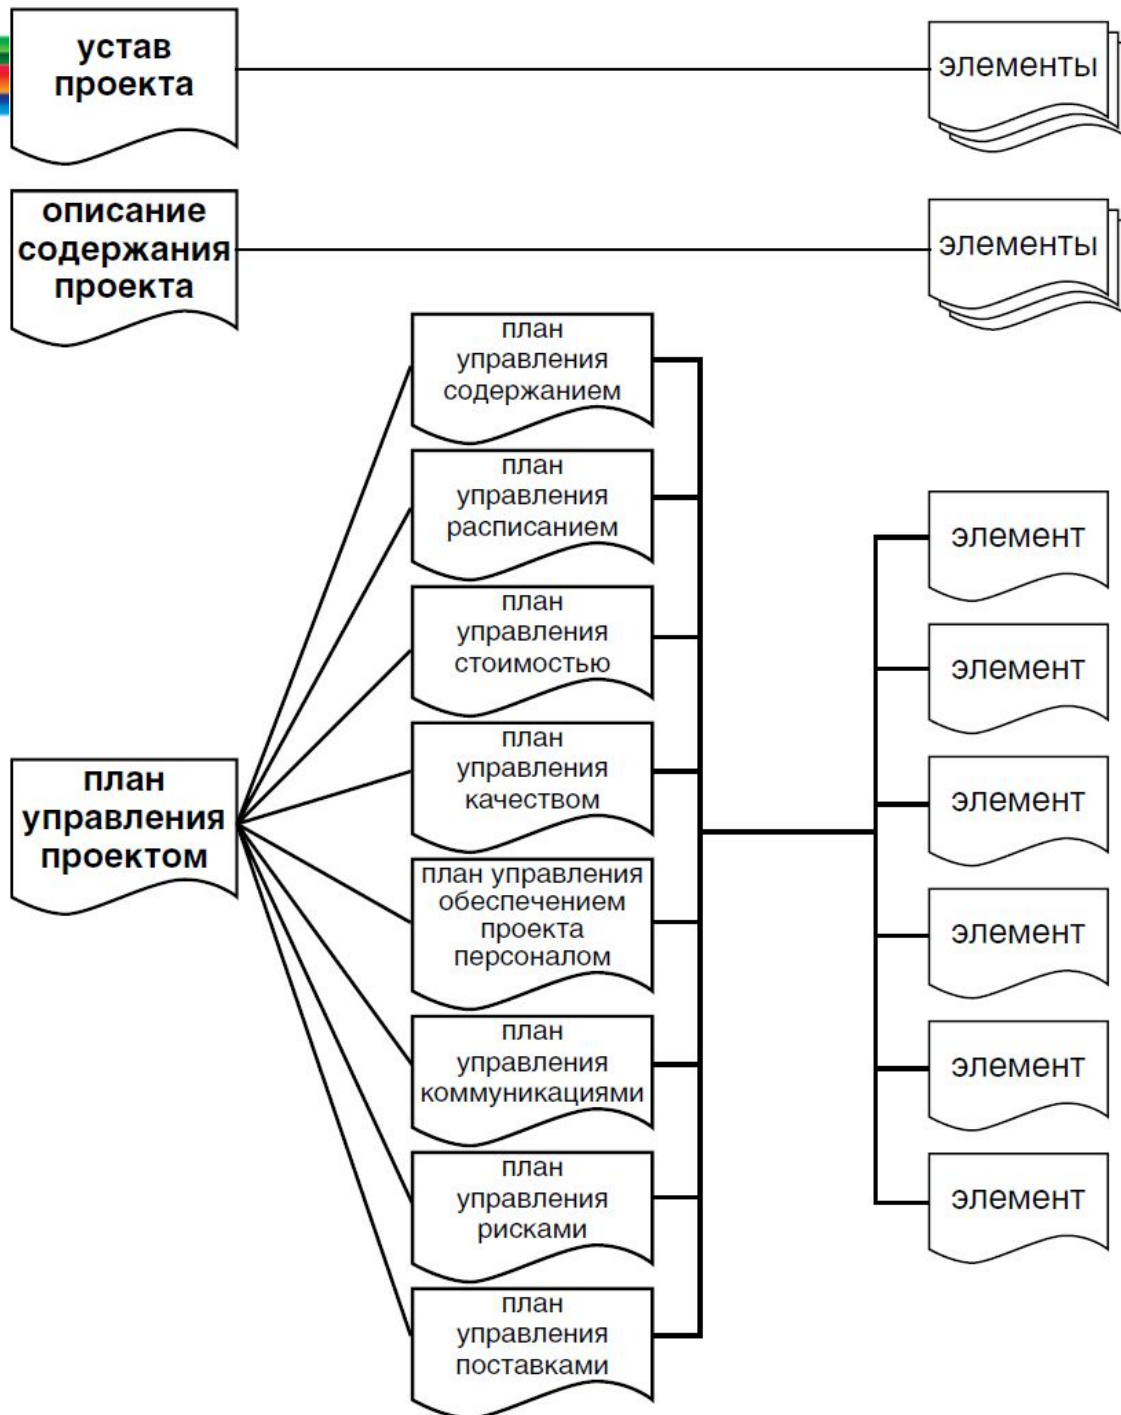 устав
проекта
элементы
описание
содержания
проекта
элементы
план
управления
содержанием
план
управления
расписанием
план
управления
стоимостью
план
управления
качеством
план управления
обеспечением
проекта
персоналом
план
управления
коммуникациями
план
управления
рисками
план
управления
поставками
план
управления
проектом
элемент
элемент
элемент
элемент
элемент
элемент